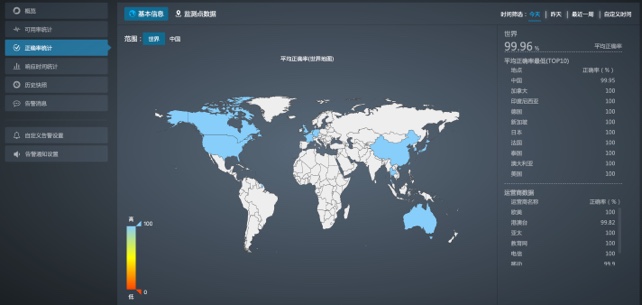 概览
可用率统计
正确率统计
响应时间统计
历史快照
告警消息
自定义告警设置
告警通知设置
基本信息 监测点数据
时间筛选： 今天 昨天 最近一周 自定义时间
范围： 世界 中国
平均正确率(世界地图)
高
100
0
低
世界
99.96 % 平均正确率
平均正确率最低(TOP10)
地点 正确率 ( % )
中国 99.95
加拿大 100
印度尼西亚 100
德国 100
新加坡 100
日本 100
法国 100
泰国 100
澳大利亚 100
美国 100
运营商数据
运营商名称 正确率 ( % )
欧美 100
港澳台 99.82
亚太 100
教育网 100
电信 100
移动 99.9